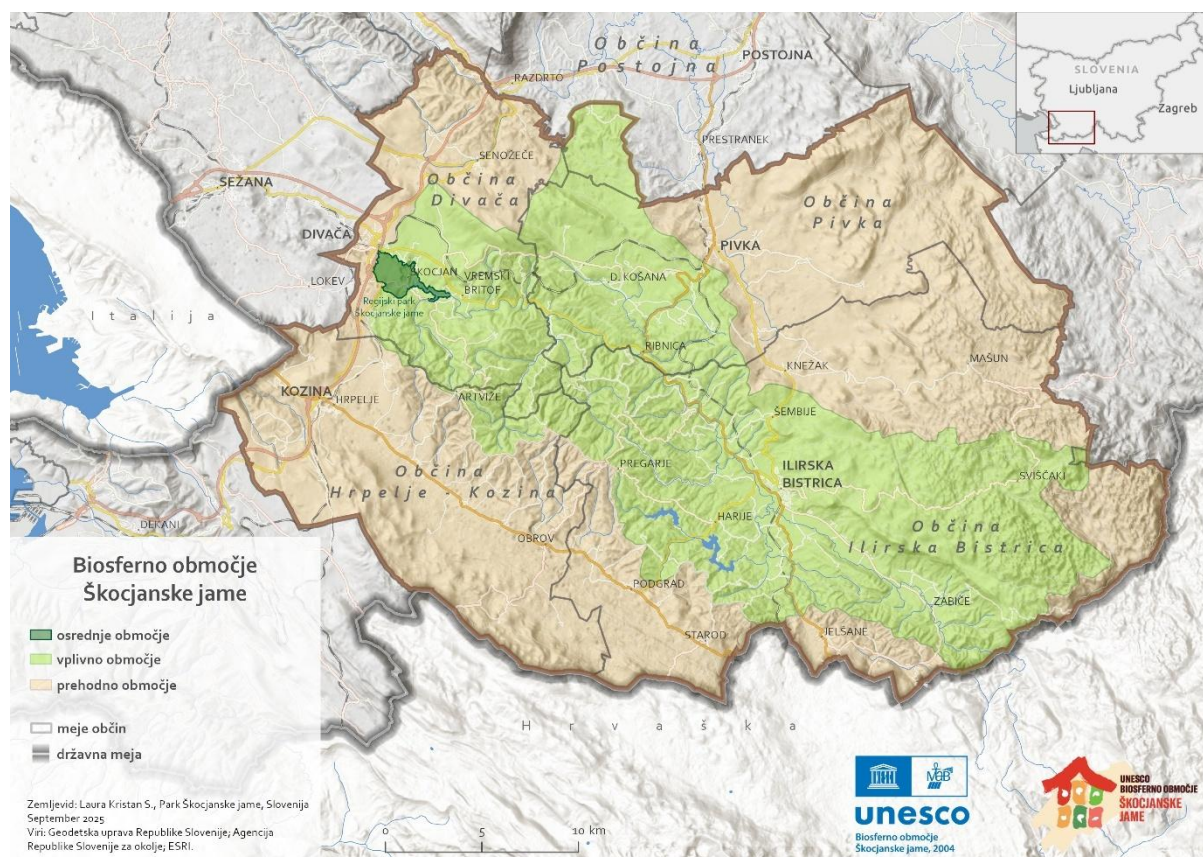 Občina
Postojna
POSTOJNA
RAZDRTO
SLOVENIA
Ljubljana
Zagreb
PRESTRANEK
SENOŽEČE
SEŽANA
Občina
Divača
Občina
Pivka
DIVAČA
PIVKA
LOKEV
ŠKOCJAN
VREMSKI
BRITOF
D. KOŠANA
Regijski park
Škocjanske jame
Italija
RIBNICA
KNEŽAK
MAŠUN
KOZINA
HRPELJE
ARTVIŽE
ŠEMBIJE
PREGARJE
ILIRSKA
BISTRICA
SVIŠČAKI
Občina
Hrpelje - Kozina
HARIJE
Občina
Ilirska Bistrica
DEKANI
OBROV
PODGRAD
ZABIČE
STAROD
JELŠANE
Hrvaška
Biosferno območje
Škocjanske jame
osrednje območje
vplivno območje
prehodno območje
meje občin
državna meja
Zemljevid: Laura Kristan S., Park Škocjanske jame, Slovenija
September 2025
Viri: Geodetska uprava Republike Slovenije; Agencija
Republike Slovenije za okolje; ESRI.
0 5 10 km
MaB
unesco
Biosferno območje
Škocjanske jame, 2004
UNESCO
BIOSFERNO OBMOČJE
ŠKOCJANSKE
JAME